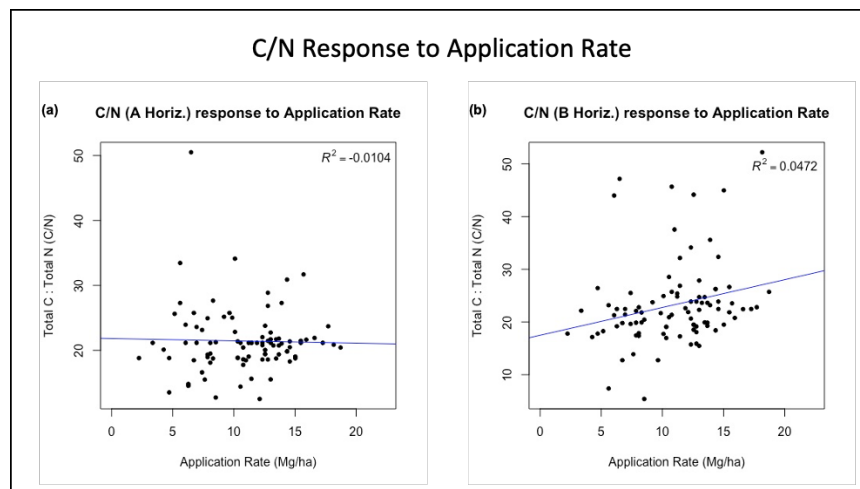 C/N Response to Application Rate
(a) C/N (A Horiz.) response to Application Rate
R² = -0.0104
50
40
30
20
Total C : Total N (C/N)
0 5 10 15 20
Application Rate (Mg/ha)
(b) C/N (B Horiz.) response to Application Rate
R² = 0.0472
50
40
30
20
10
Total C : Total N (C/N)
0 5 10 15 20
Application Rate (Mg/ha)